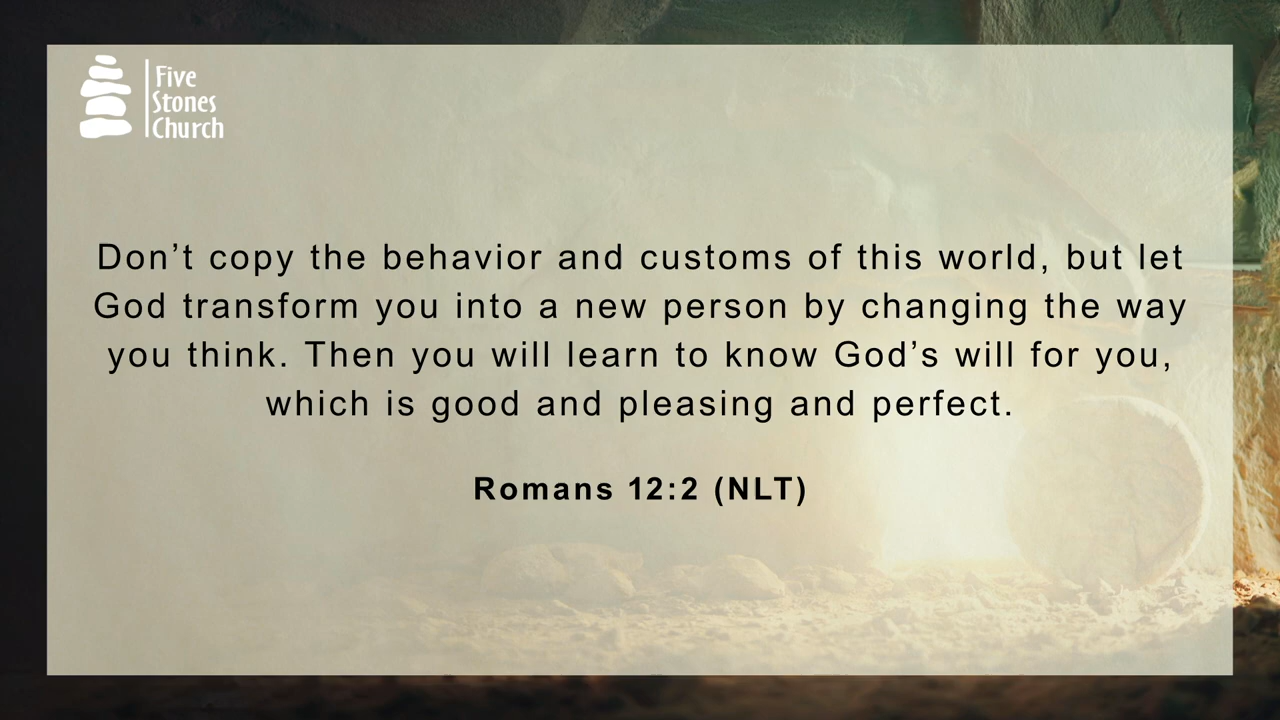 Five
Stones
Church
Don’t copy the behavior and customs of this world, but let
God transform you into a new person by changing the way
you think. Then you will learn to know God’s will for you,
which is good and pleasing and perfect.
Romans 12:2 (NLT)